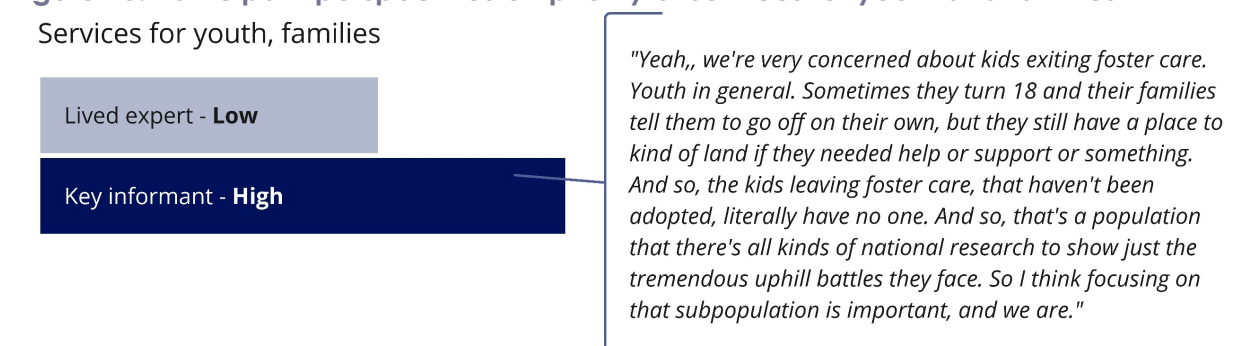 Services for youth, families
Lived expert - Low
Key informant - High
"Yeah,, we're very concerned about kids exiting foster care.
Youth in general. Sometimes they turn 18 and their families
tell them to go off on their own, but they still have a place to
kind of land if they needed help or support or something.
And so, the kids leaving foster care, that haven't been
adopted, literally have no one. And so, that's a population
that there's all kinds of national research to show just the
tremendous uphill battles they face. So I think focusing on
that subpopulation is important, and we are."